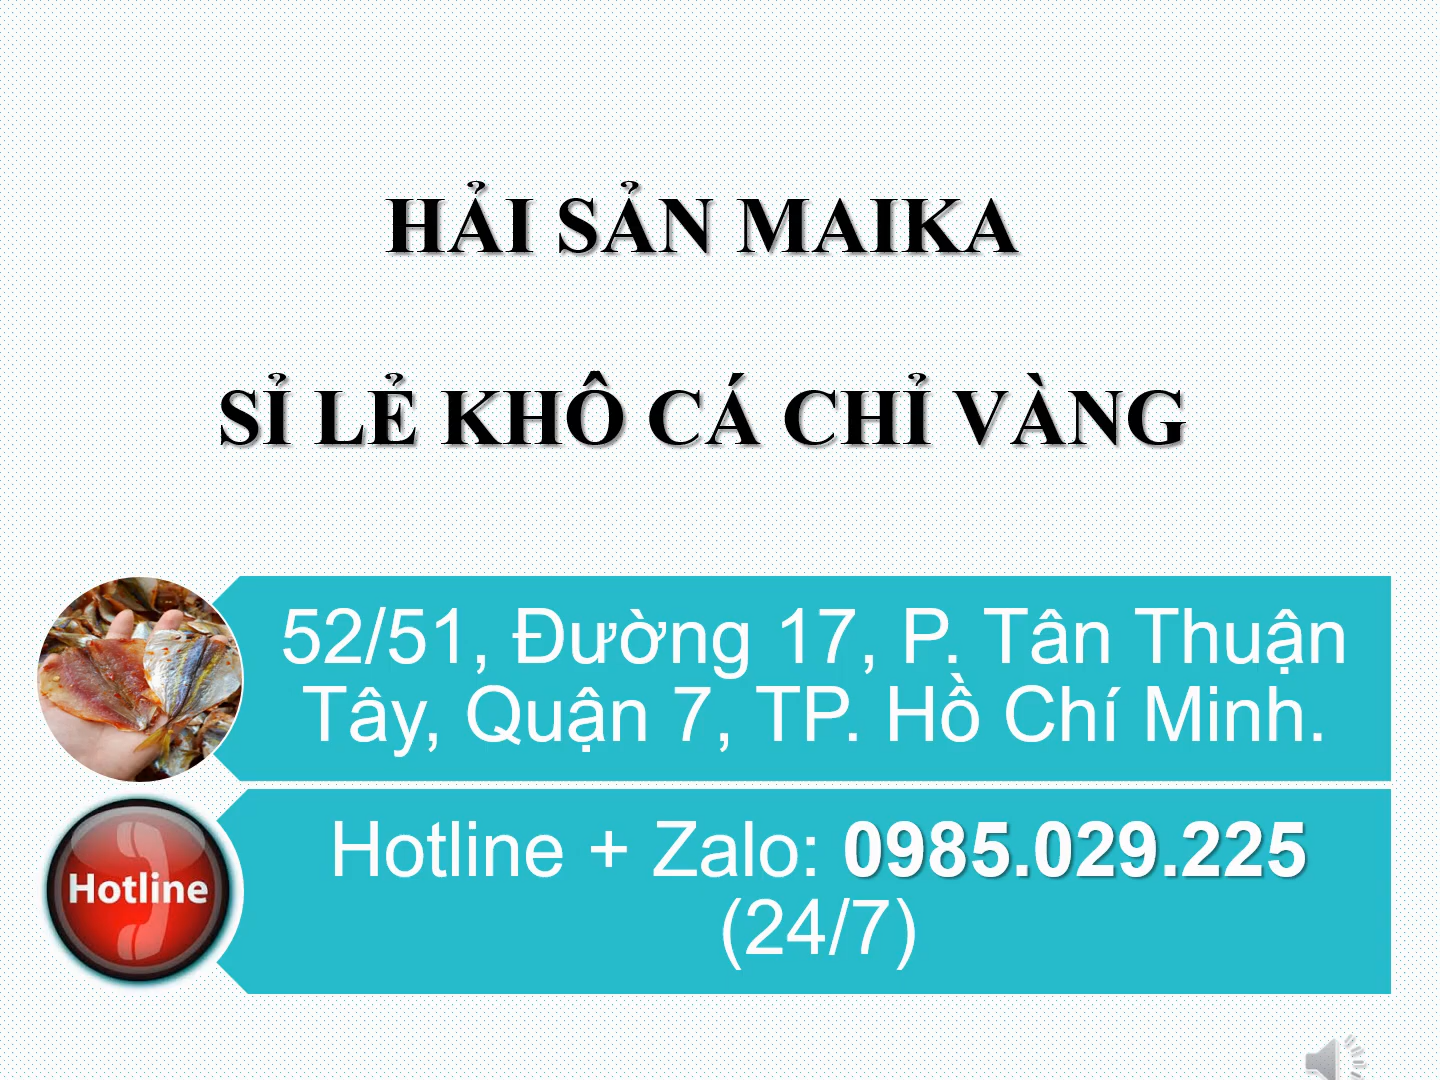 HẢI SẢN MAIKA
SỈ LẺ KHÔ CÁ CHỈ VÀNG
52/51, Đường 17, P. Tân Thuận
Tây, Quận 7, TP. Hồ Chí Minh.
Hotline + Zalo: 0985.029.225
(24/7)
Hotline